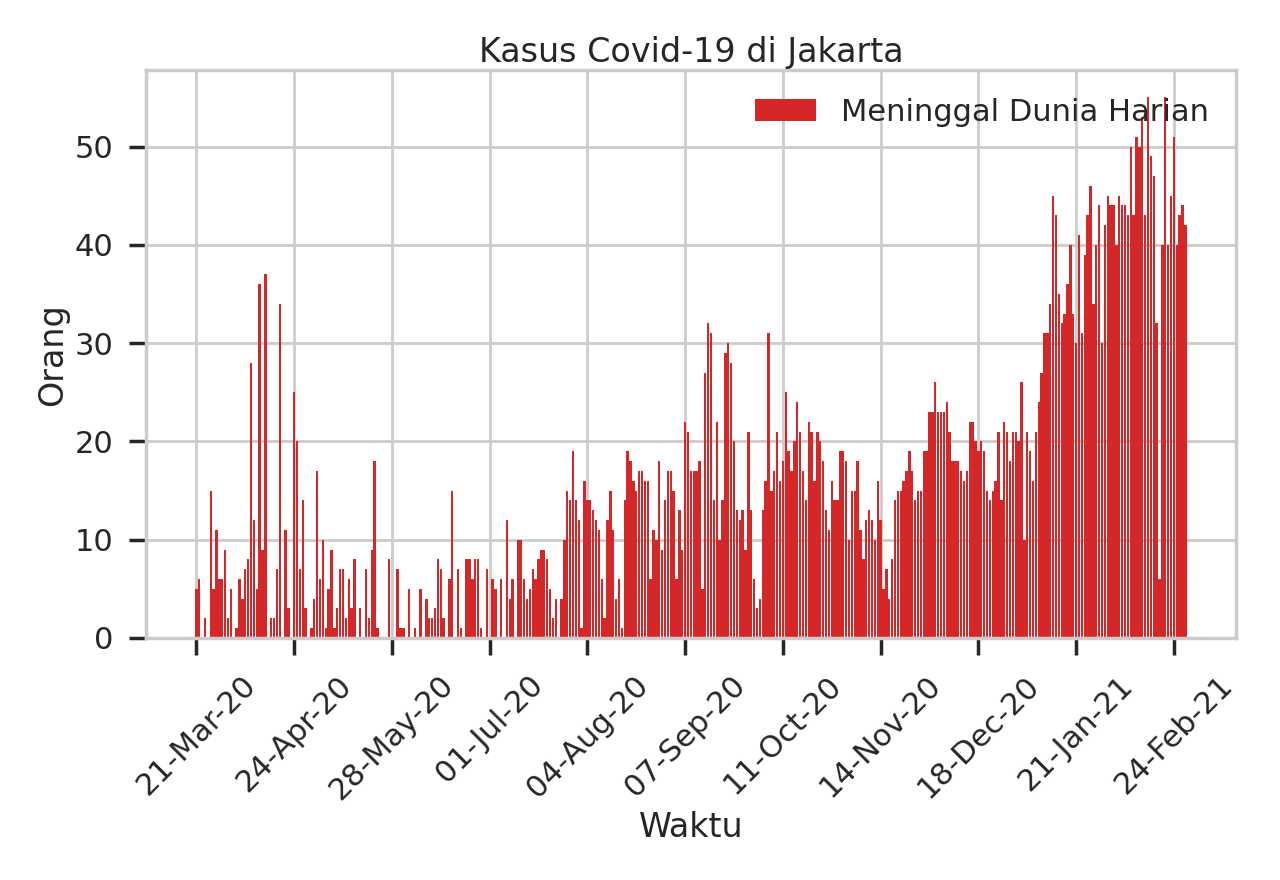 Kasus Covid-19 di Jakarta
Meninggal Dunia Harian
Orang
50
40
30
20
10
0
21-Mar-20
24-Apr-20
28-May-20
01-Jul-20
04-Aug-20
07-Sep-20
11-Oct-20
14-Nov-20
18-Dec-20
21-Jan-21
24-Feb-21
Waktu